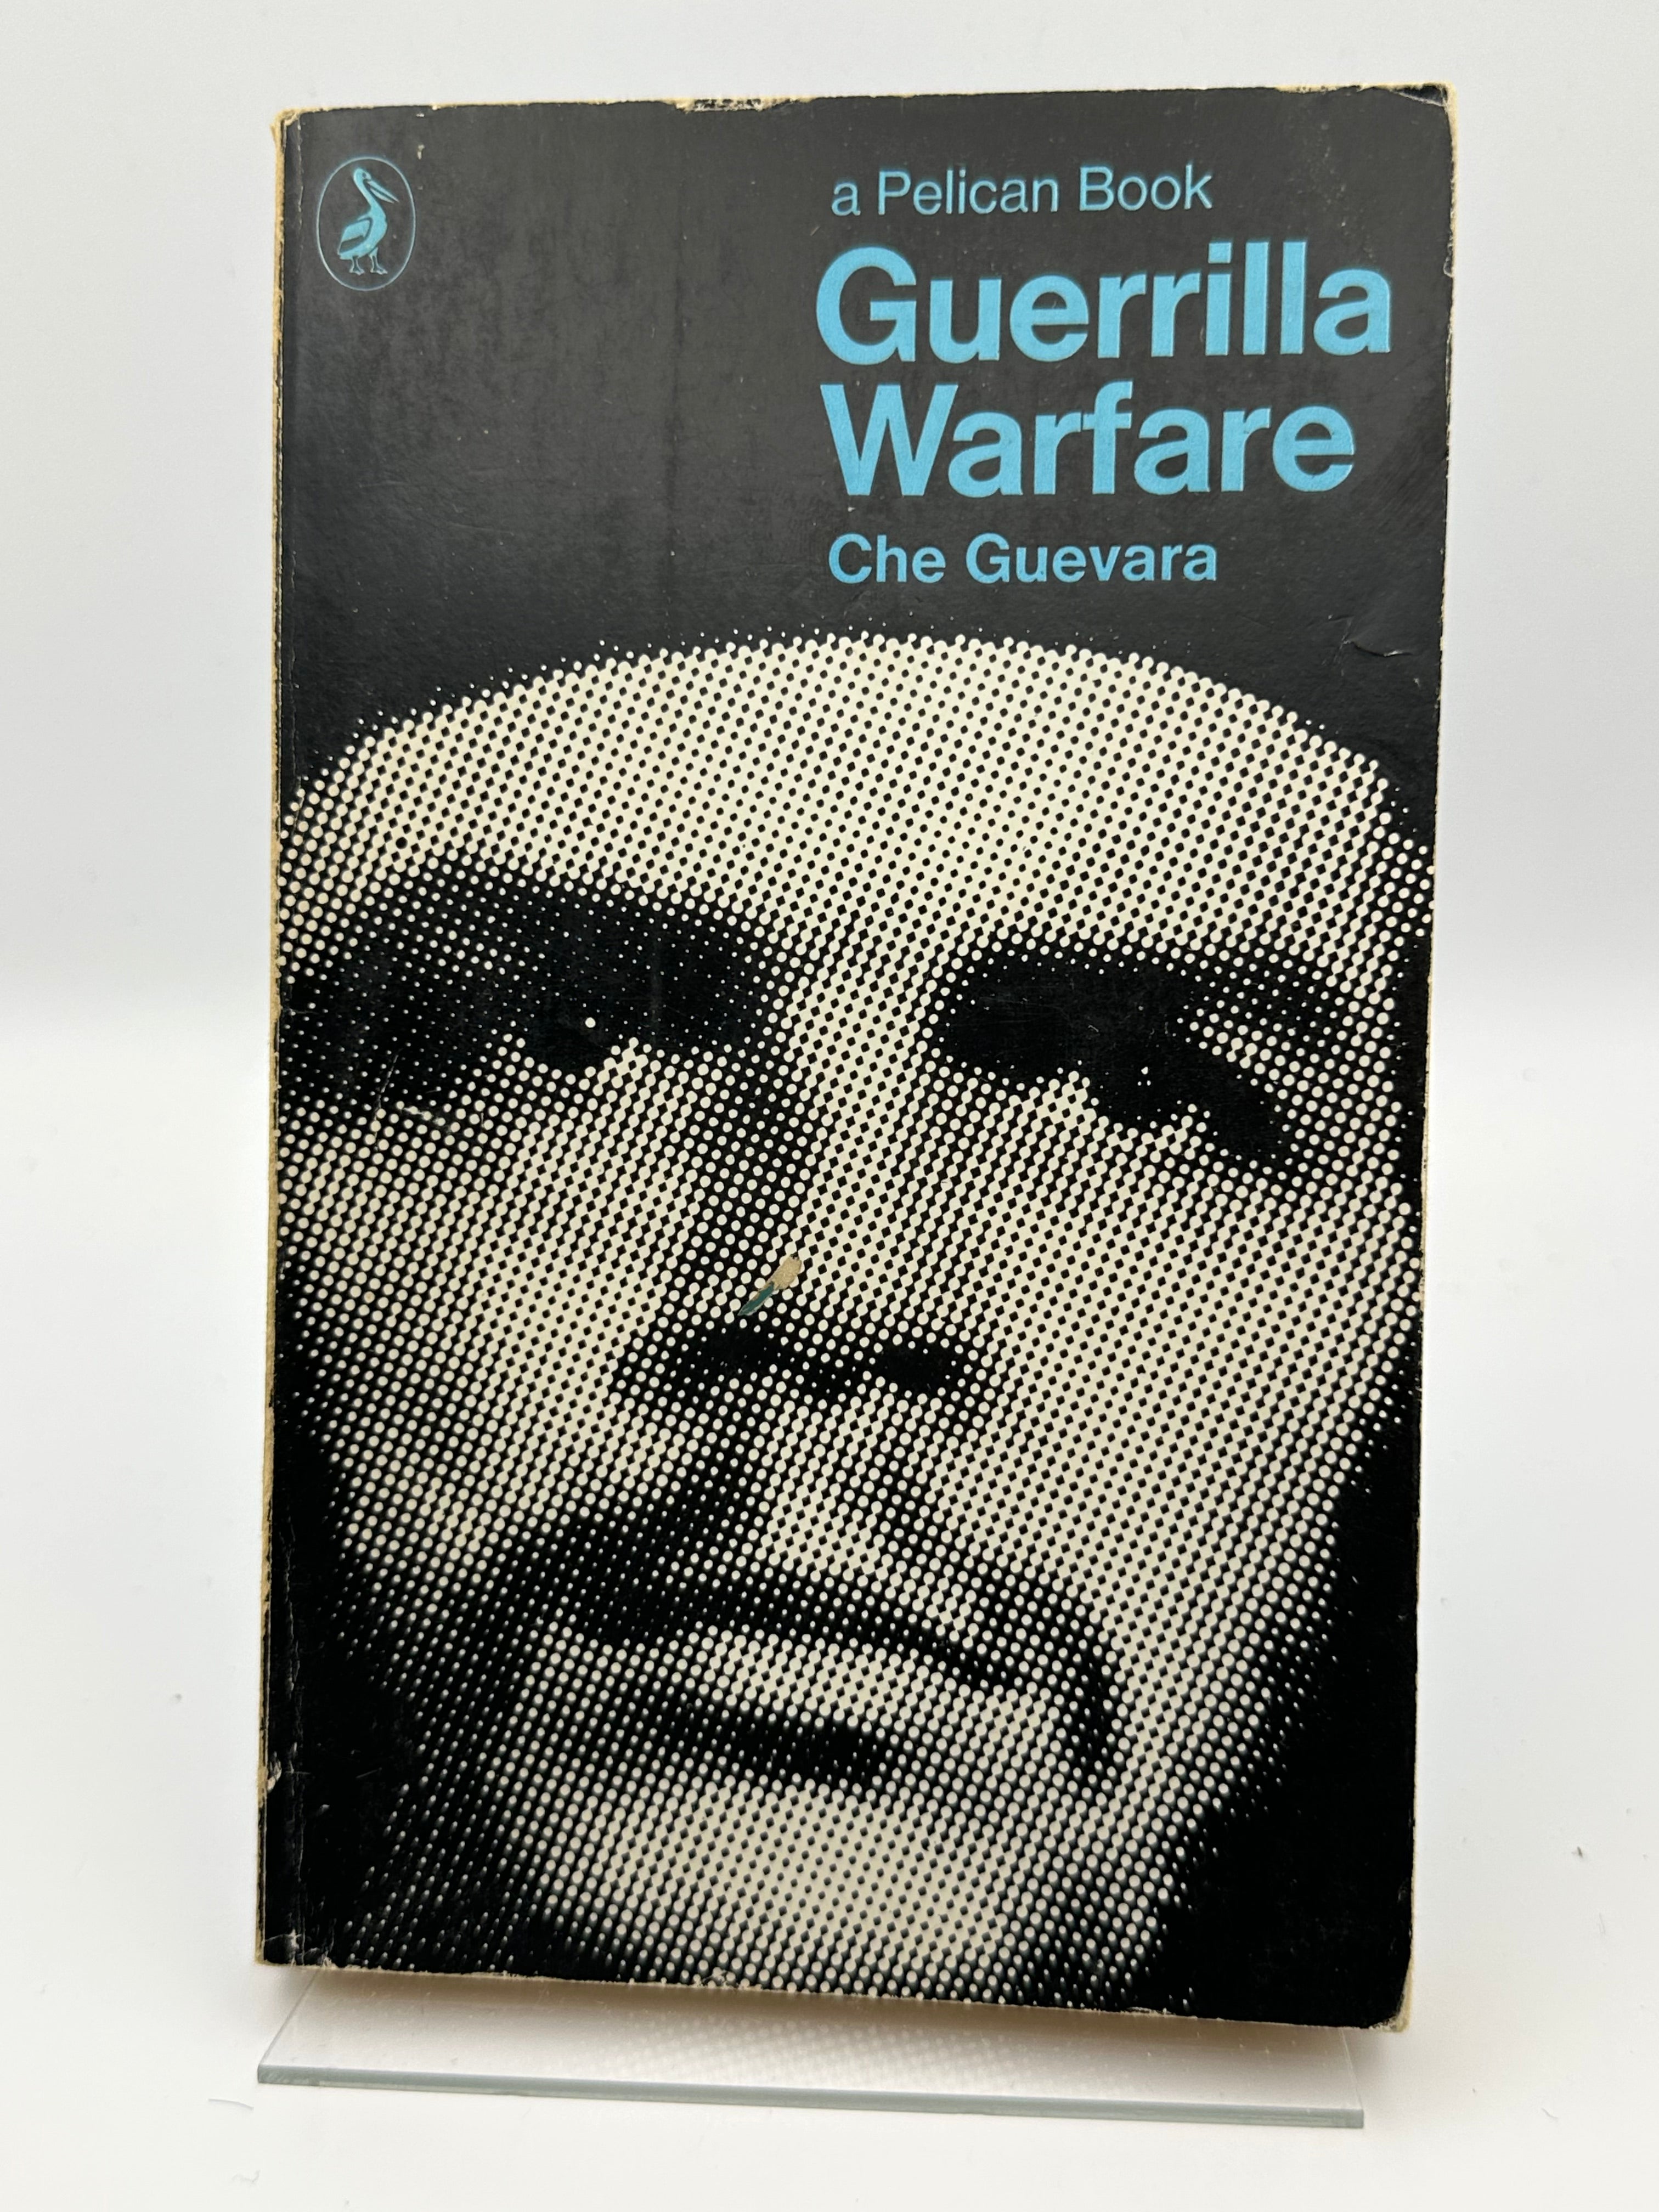 a Pelican Book
Guerrilla
Warfare
Che Guevara